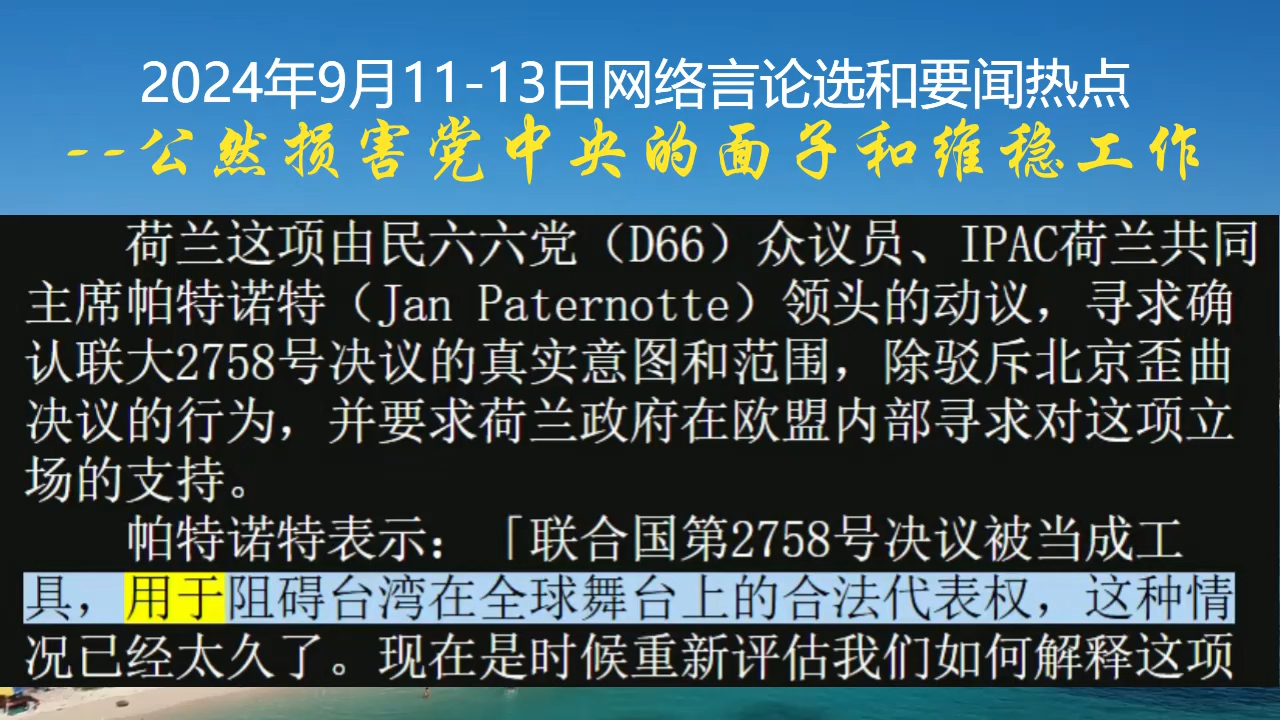 2024年9月11-13日网络言论选和要闻热点
--公然损害党中央的面子和维稳工作
荷兰这项由民六六党（D66）众议员、IPAC荷兰共同
主席帕特诺特（Jan Paternotte）领头的动议，寻求确
认联大2758号决议的真实意图和范围，除驳斥北京歪曲
决议的行为，并要求荷兰政府在欧盟内部寻求对这项立
场的支持。
帕特诺特表示：「联合国第2758号决议被当成工
具，用于阻碍台湾在全球舞台上的合法代表权，这种情
况已经太久了。现在是时候重新评估我们如何解释这项